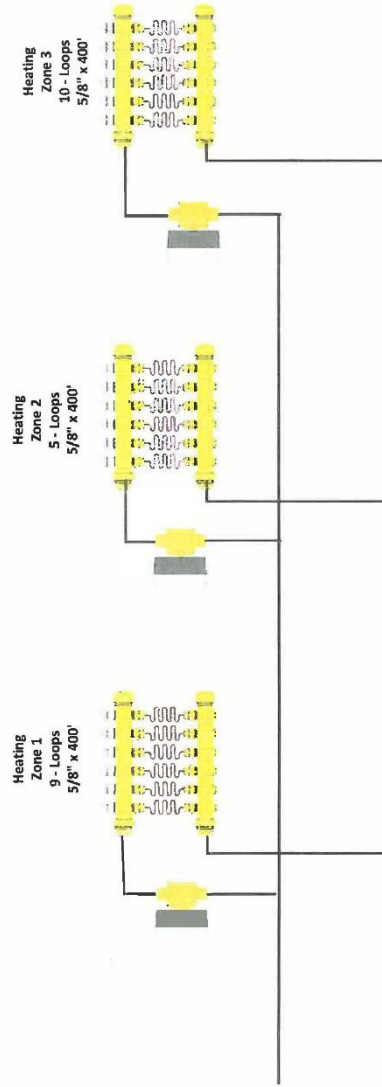 Heating
Zone 1
9 - Loops
5/8" x 400'
Heating
Zone 2
5 - Loops
5/8" x 400'
Heating
Zone 3
10 - Loops
5/8" x 400'